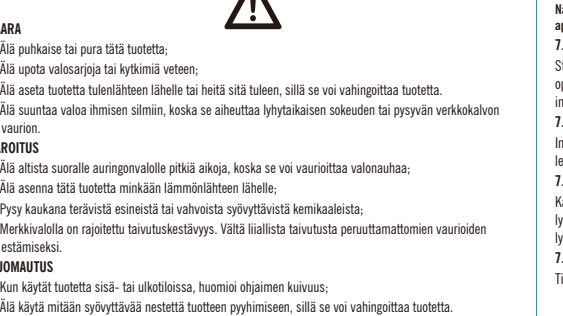 ARA
Älä puhkaise tai pura tätä tuotetta;
Älä upota valosarjoja tai kytkimiä veteen;
Älä aseta tuotetta tulenlähteen lähelle tai heitä sitä tuleen, sillä se voi vahingoittaa tuotetta.
Älä suuntaa valoa ihmisen silmiin, koska se aiheuttaa lyhytaikaisen sokeuden tai pysyvän verkkokalvon
vaurion.
ROITUS
Älä altista suoralle auringonvalolle pitkiä aikoja, koska se voi vaurioittaa valonauhaa;
Älä asenna tätä tuotetta minkään lämmönlähteen lähelle;
Pysy kaukana terävistä esineistä tai vahvoista syövyttävistä kemikaaleista;
Merkkivalolla on rajoitettu taivutuskestävyys. Vältä liiallista taivutusta peruuttamattomien vaurioiden
estämiseksi.
JOMAUTUS
Kun käytät tuotetta sisä- tai ulkotiloissa, huomioi ohjaimen kuivuus;
Älä käytä mitään syövyttävää nestettä tuotteen pyyhimiseen, sillä se voi vahingoittaa tuotetta.
7.
7.
7.
7.